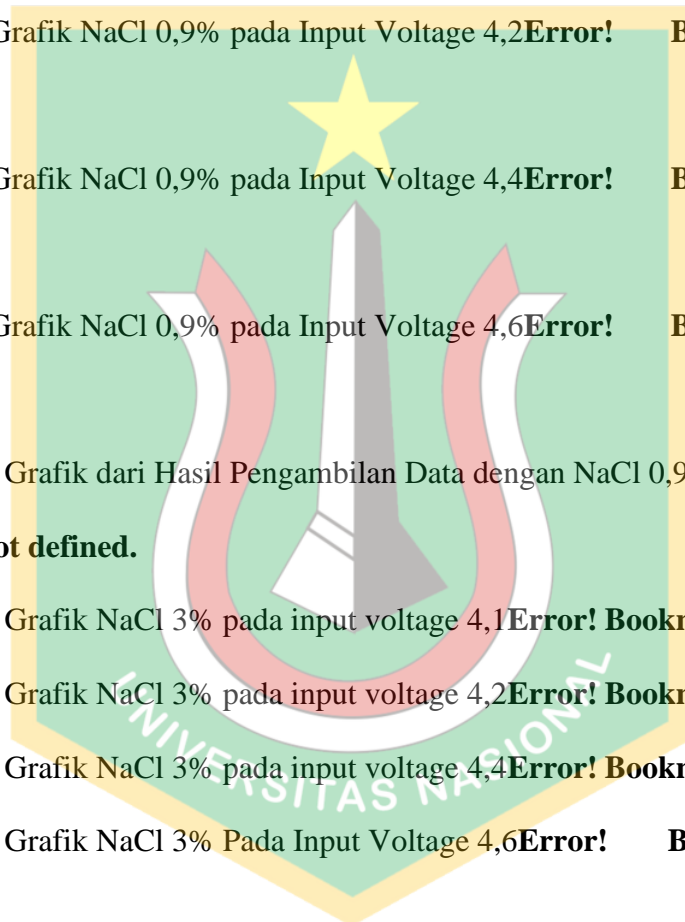 Grafik NaCl 0,9% pada Input Voltage 4,2Error! B
Grafik NaCl 0,9% pada Input Voltage 4,4Error! B
Grafik NaCl 0,9% pada Input Voltage 4,6Error! B
Grafik dari Hasil Pengambilan Data dengan NaCl 0,9
ot defined.
Grafik NaCl 3% pada input voltage 4,1Error! Bookm
Grafik NaCl 3% pada input voltage 4,2Error! Bookm
Grafik NaCl 3% pada input voltage 4,4Error! Bookm
Grafik NaCl 3% Pada Input Voltage 4,6Error! B
UNIVERSITAS NASIONAL